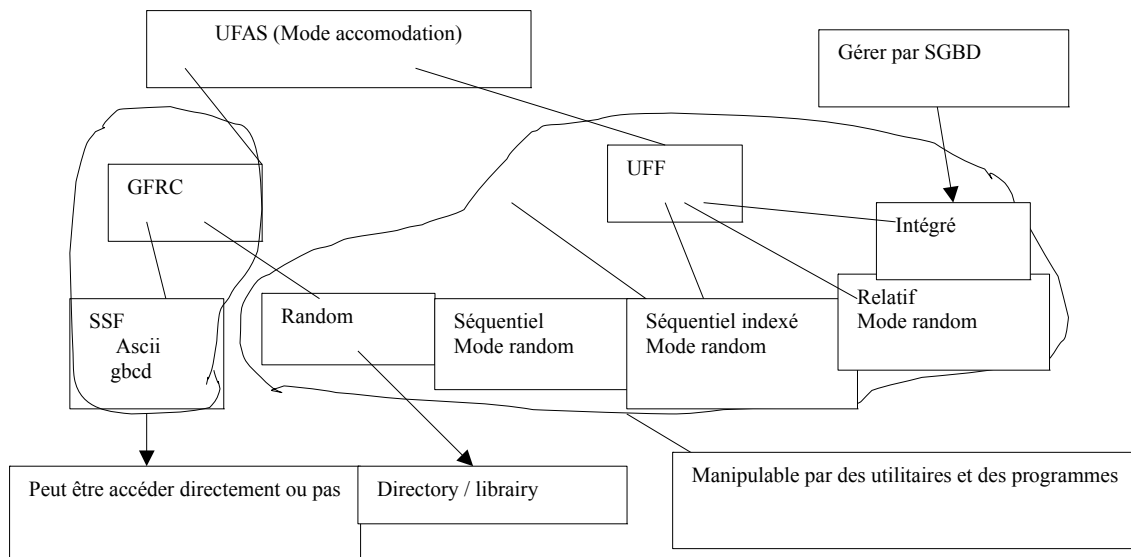 UFAS (Mode accomodation)
Gérer par SGBD
GFRC
UFF
Intégré
SSF
Ascii
gbcd
Random
Séquentiel
Mode random
Séquentiel indexé
Mode random
Relatif
Mode random
Peut être accéder directement ou pas
Directory / librairy
Manipulable par des utilitaires et des programmes